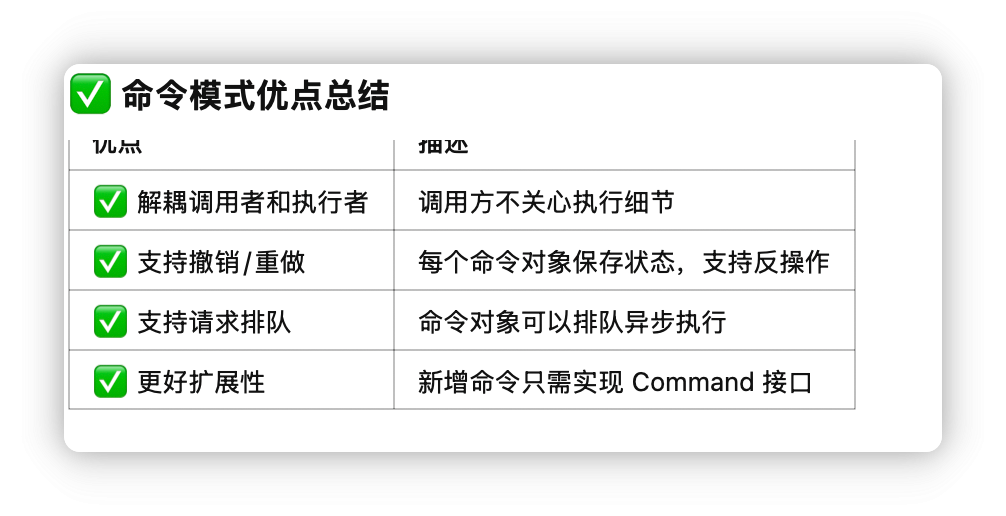 ✅ 命令模式优点总结
优点 描述
✅ 解耦调用者和执行者 调用方不关心执行细节
✅ 支持撤销/重做 每个命令对象保存状态，支持反操作
✅ 支持请求排队 命令对象可以排队异步执行
✅ 更好扩展性 新增命令只需实现 Command 接口